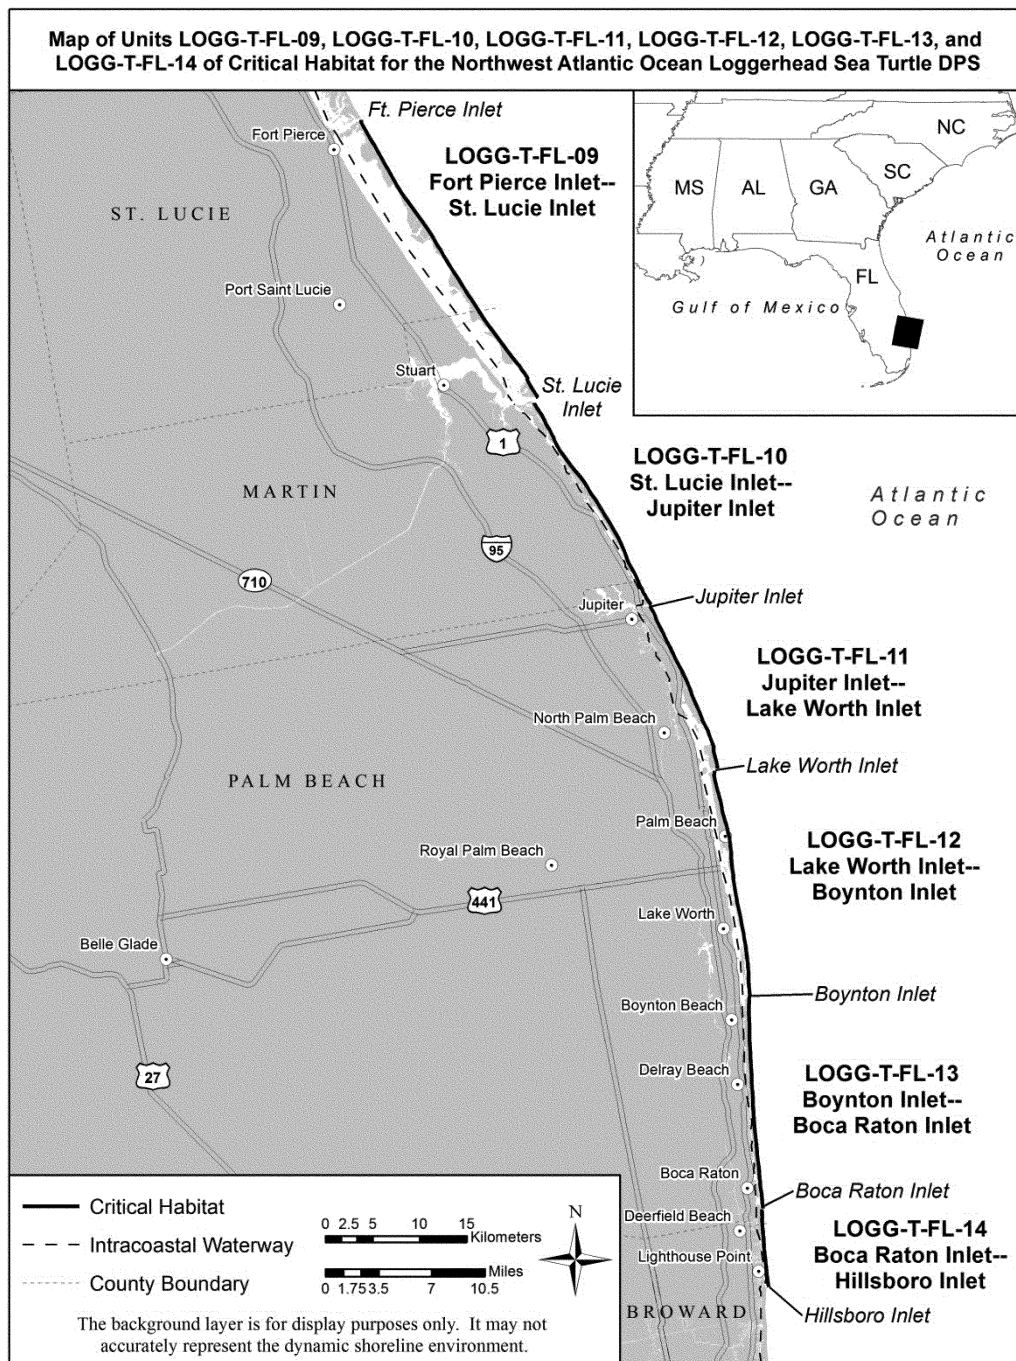 Map of Units LOGG-T-FL-09, LOGG-T-FL-10, LOGG-T-FL-11, LOGG-T-FL-12, LOGG-T-FL-13, and
LOGG-T-FL-14 of Critical Habitat for the Northwest Atlantic Ocean Loggerhead Sea Turtle DPS
Ft. Pierce Inlet
Fort Pierce
LOGG-T-FL-09
Fort Pierce Inlet--
St. Lucie Inlet
ST. LUCIE
Port Saint Lucie
Stuart
St. Lucie
Inlet
1
NC
SC
MS
AL
GA
FL
Atlantic
Ocean
Gulf of Mexico
LOGG-T-FL-10
St. Lucie Inlet--
Jupiter Inlet
Atlantic
Ocean
MARTIN
95
710
Jupiter
Jupiter Inlet
LOGG-T-FL-11
Jupiter Inlet--
Lake Worth Inlet
North Palm Beach
Lake Worth Inlet
PALM BEACH
Palm Beach
Royal Palm Beach
LOGG-T-FL-12
Lake Worth Inlet--
Boynton Inlet
441
Lake Worth
Belle Glade
Boynton Inlet
Boynton Beach
27
Delray Beach
LOGG-T-FL-13
Boynton Inlet--
Boca Raton Inlet
Boca Raton
Boca Raton Inlet
Deerfield Beach
LOGG-T-FL-14
Boca Raton Inlet--
Hillsboro Inlet
Lighthouse Point
BROWARD
Hillsboro Inlet
Critical Habitat
Intracoastal Waterway
County Boundary
0 2.5 5 10 15
Kilometers
Miles
0 1.75 3.5 7 10.5
N
The background layer is for display purposes only. It may not
accurately represent the dynamic shoreline environment.